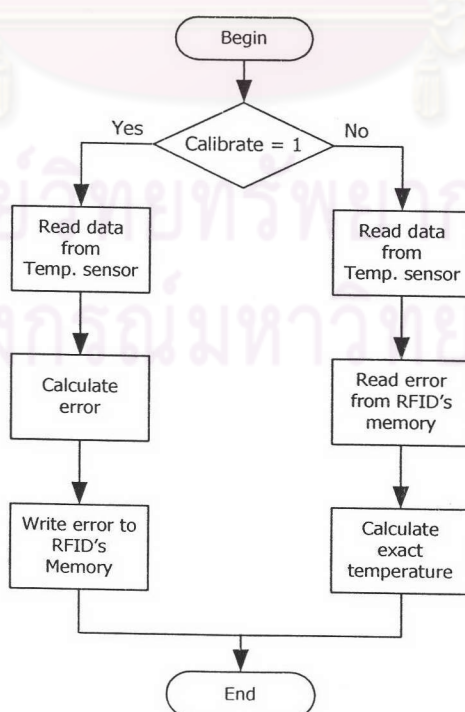 Begin
Calibrate = 1
Yes
No
Read data
from
Temp. sensor
Calculate
error
Write error to
RFID's
Memory
Read data
from
Temp. sensor
Read error
from RFID's
memory
Calculate
exact
temperature
End